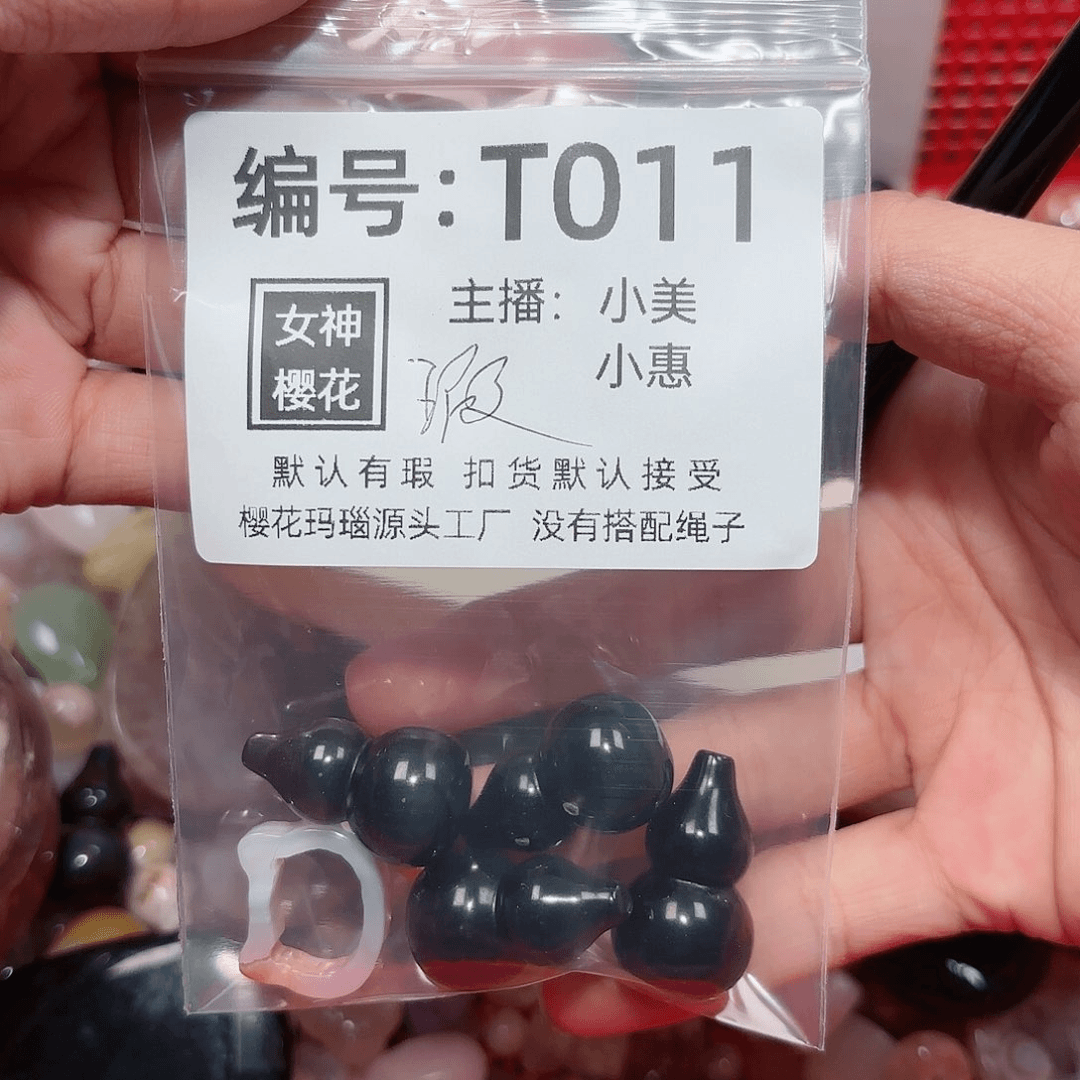 编号:T011
女神
樱花
主播: 小美
小惠
瑕
默认有瑕 扣货默认接受
樱花玛瑙源头工厂 没有搭配绳子